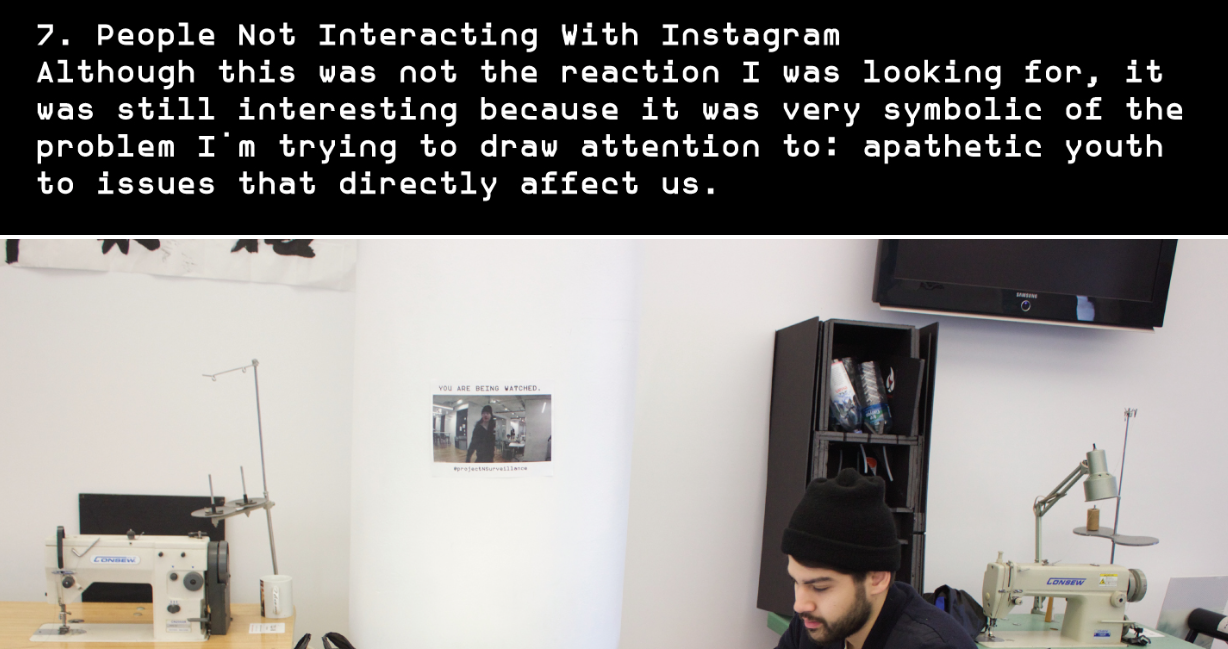 7. People Not Interacting With Instagram
Although this was not the reaction I was looking for, it
was still interesting because it was very symbolic of the
problem I'm trying to draw attention to: apathetic youth
to issues that directly affect us.
SAMSUNG
YOU ARE BEING WATCHED.
#projectNSurveillance
CONSEW
CONSEW